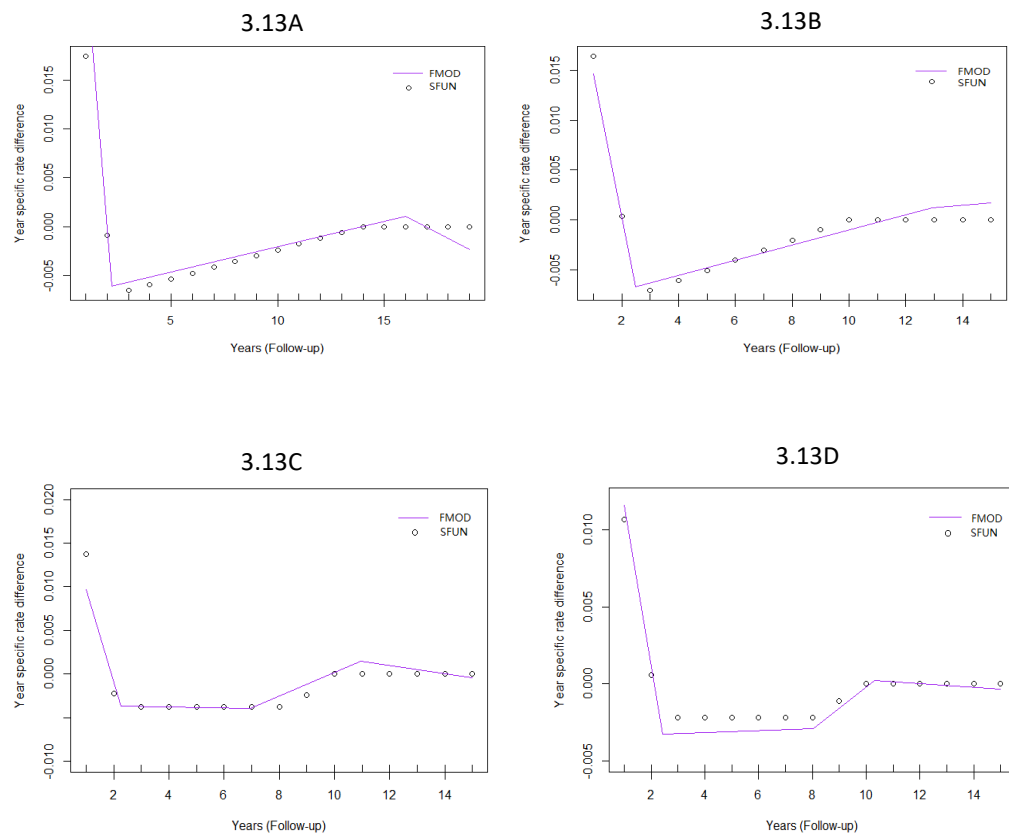 3.13A
Year specific rate difference
0.015
0.010
0.005
0.000
-0.005
FMOD
SFUN
5
10
15
Years (Follow-up)
3.13B
Year specific rate difference
0.015
0.010
0.005
0.000
-0.005
FMOD
SFUN
2
4
6
8
10
12
14
Years (Follow-up)
3.13C
Year specific rate difference
0.020
0.010
0.005
0.000
-0.010
FMOD
SFUN
2
4
6
8
10
12
14
Years (Follow-up)
3.13D
Year specific rate difference
0.010
0.005
0.000
-0.005
FMOD
SFUN
2
4
6
8
10
12
14
Years (Follow-up)